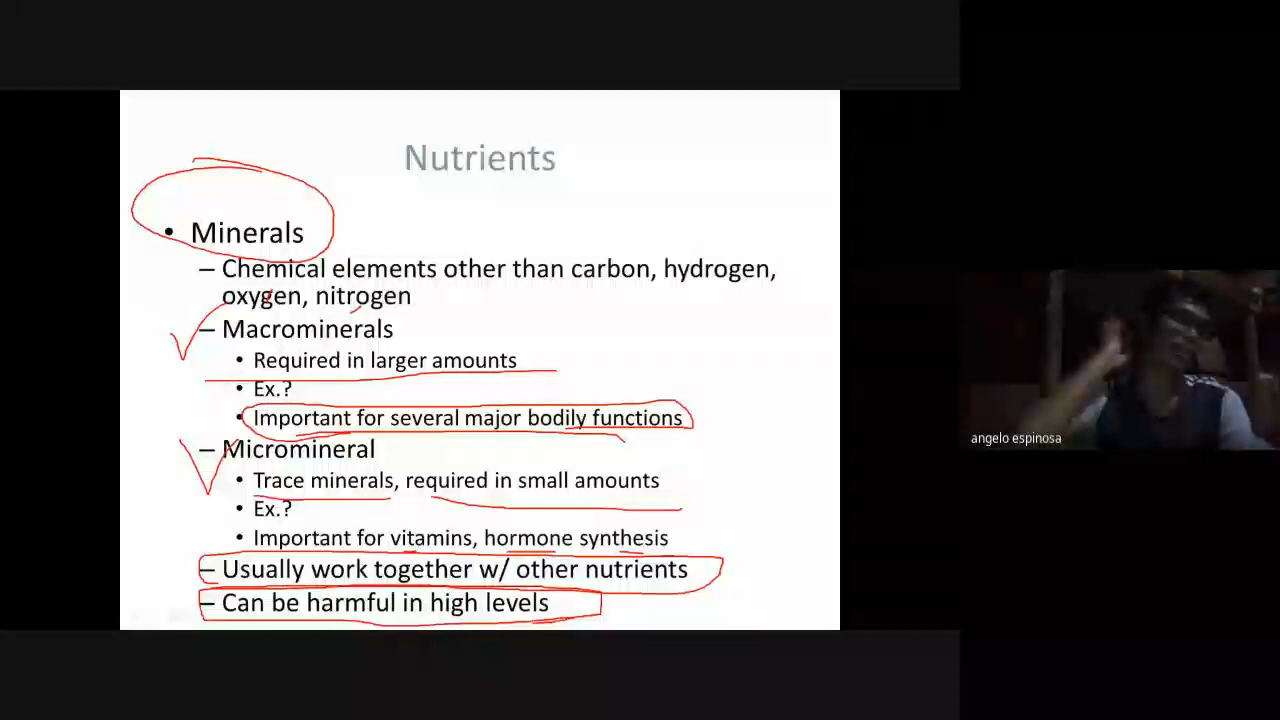 Nutrients
• Minerals
– Chemical elements other than carbon, hydrogen,
oxygen, nitrogen
– Macrominerals
• Required in larger amounts
• Ex.?
• Important for several major bodily functions
– Micromineral
• Trace minerals, required in small amounts
• Ex.?
• Important for vitamins, hormone synthesis
– Usually work together w/ other nutrients
– Can be harmful in high levels
angelo espinosa